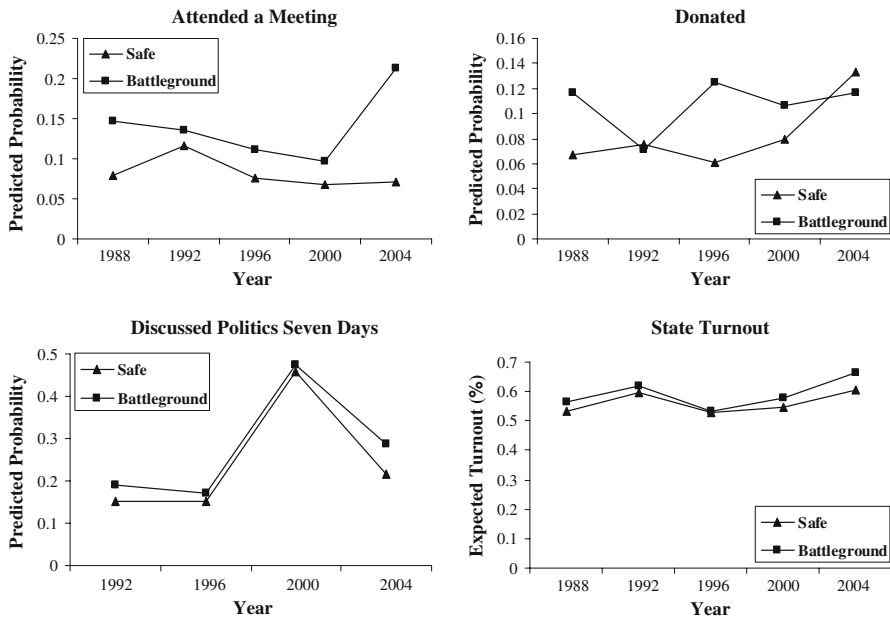 Attended a Meeting
Predicted Probability
0.25
0.2
0.15
0.1
0.05
0
Safe
Battleground
1988 1992 1996 2000 2004
Year
Donated
Predicted Probability
0.16
0.14
0.12
0.1
0.08
0.06
0.04
0.02
0
Safe
Battleground
1988 1992 1996 2000 2004
Year
Discussed Politics Seven Days
Predicted Probability
0.5
0.4
0.3
0.2
0.1
0
Safe
Battleground
1992 1996 2000 2004
Year
State Turnout
Expected Turnout (%)
0.7
0.6
0.5
0.4
0.3
0.2
0.1
0
Safe
Battleground
1988 1992 1996 2000 2004
Year